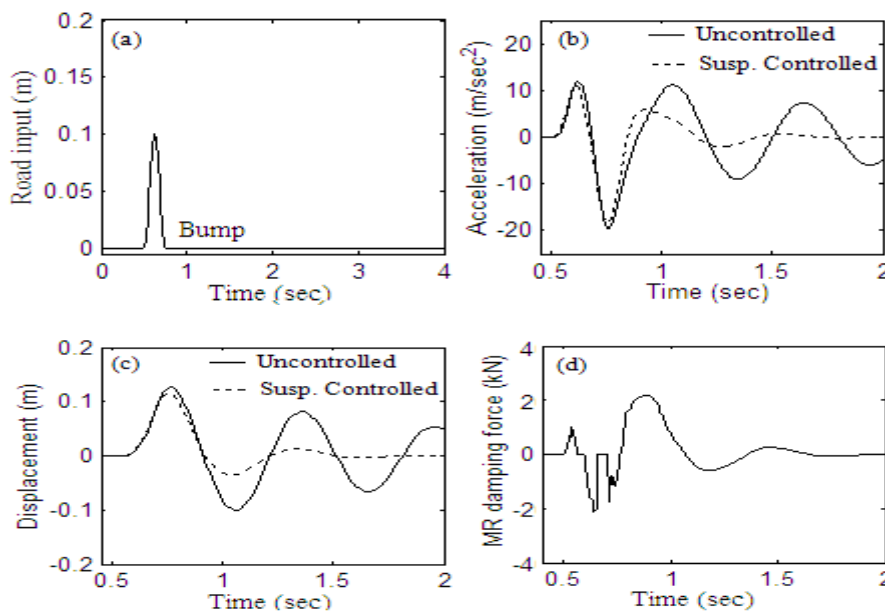 (a)
Road input (m)
0.2
0.15
0.1
0.05
0
Bump
0 1 2 3 4
Time (sec)
(b)
Uncontrolled
Susp. Controlled
Acceleration (m/sec²)
20
10
0
-10
-20
0.5 1 1.5 2
Time (sec)
(c)
Uncontrolled
Susp. Controlled
Displacement (m)
0.2
0.1
0
-0.1
-0.2
0.5 1 1.5 2
Time (sec)
(d)
MR damping force (kN)
4
2
0
-2
-4
0.5 1 1.5 2
Time (sec)